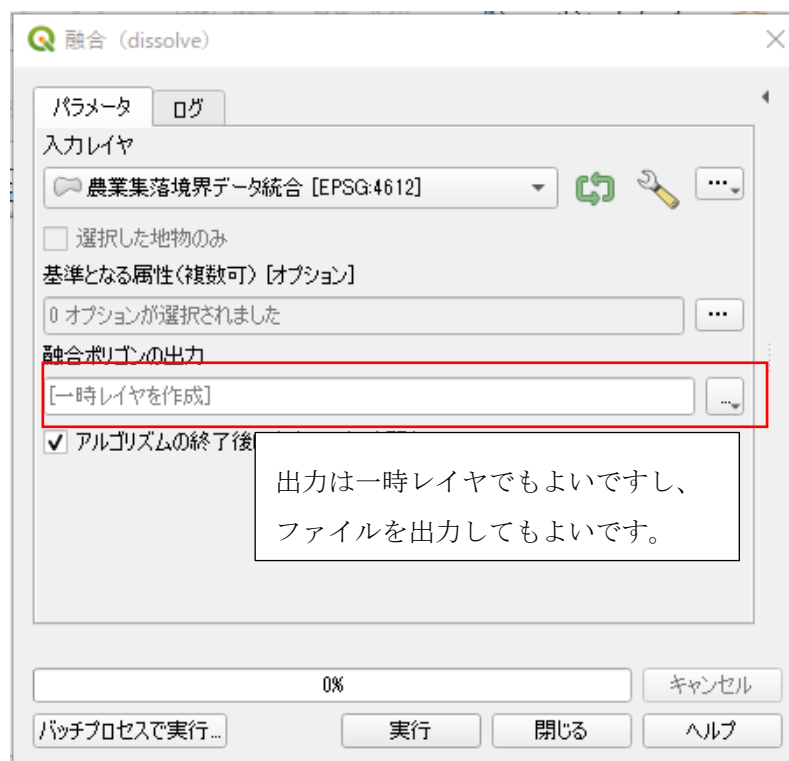 融合 (dissolve)
パラメータ ログ
入力レイヤ
農業集落境界データ統合 [EPSG:4612]
選択した地物のみ
基準となる属性(複数可) [オプション]
0 オプションが選択されました
融合ポリゴンの出力
[一時レイヤを作成]
アルゴリズムの終了後
出力は一時レイヤでもよいですし、
ファイルを出力してもよいです。
0% キャンセル
バッチプロセスで実行... 実行 閉じる ヘルプ